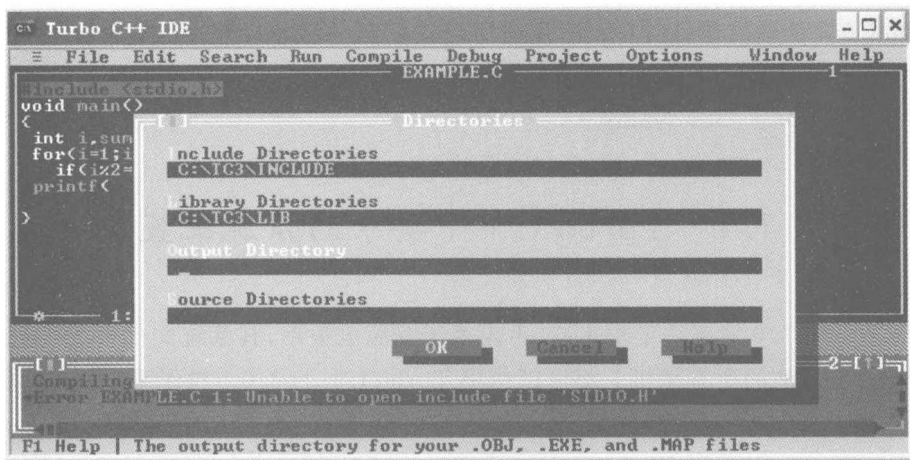 Turbo C++ IDE
≡ File Edit Search Run Compile Debug Project Options Window Help
EXAMPLE.C 1
#include <stdio.h>
void main()
{
int i,sum
for(i=1;i
if(i%2=
printf(
}
1:
[■] Directories
Include Directories
C:\TC3\INCLUDE
Library Directories
C:\TC3\LIB
Output Directory
Source Directories
OK Cancel Help
[■] 2=[↑]
Compiling
•Error EXAMPLE.C 1: Unable to open include file 'STDIO.H'
F1 Help | The output directory for your .OBJ, .EXE, and .MAP files